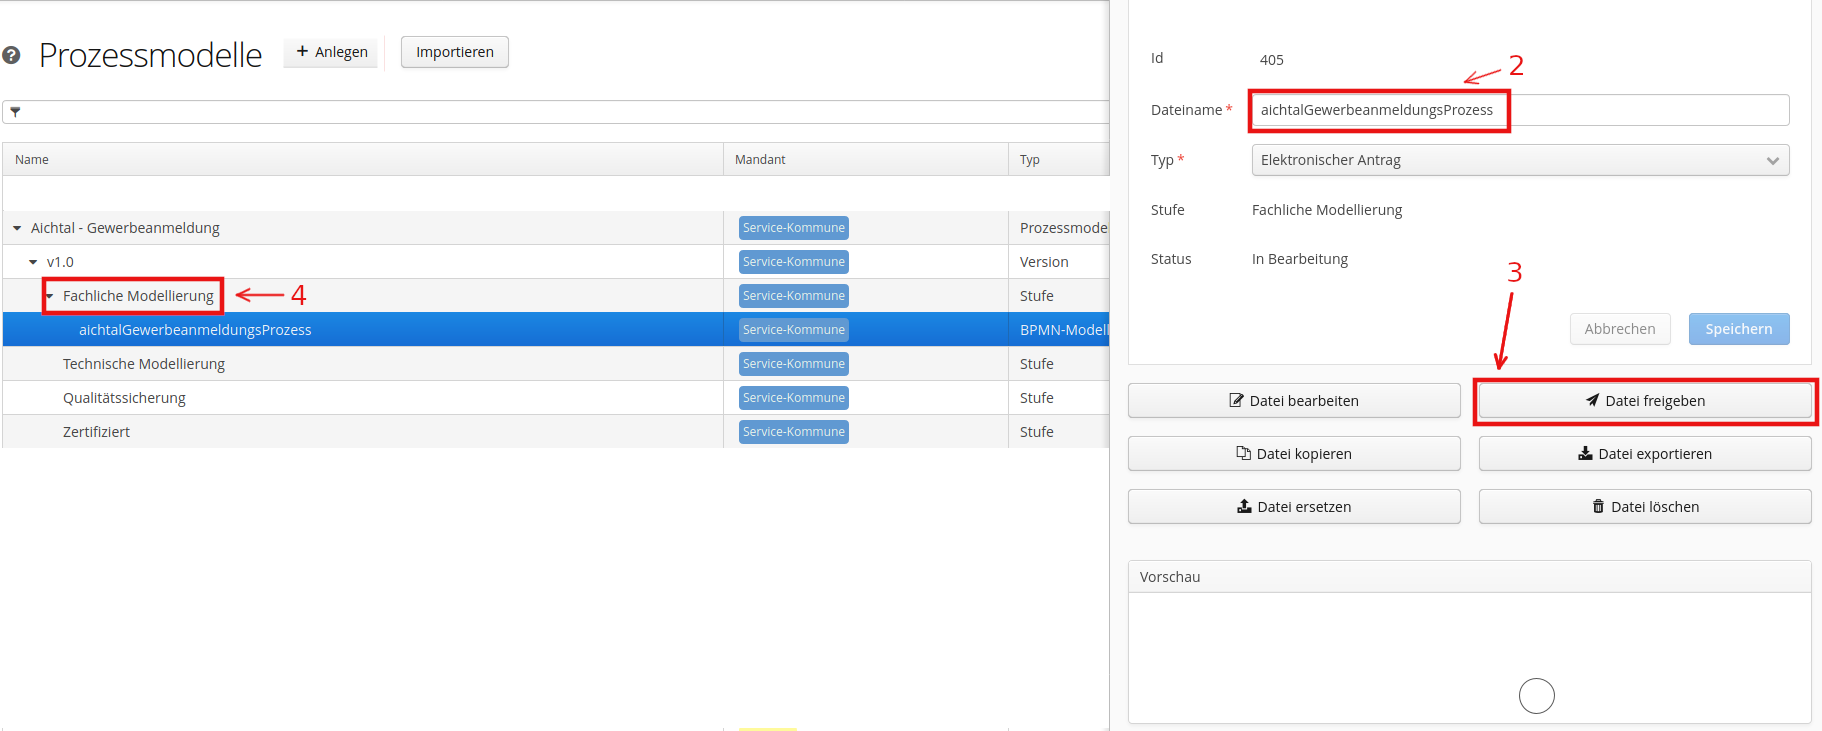 Prozessmodelle
+ Anlegen
Importieren
Name Mandant Typ
Aichtal - Gewerbeanmeldung Service-Kommune Prozessmode
v1.0 Service-Kommune Version
Fachliche Modellierung 4 Service-Kommune Stufe
aichtalGewerbeanmeldungsProzess Service-Kommune BPMN-Modell
Technische Modellierung Service-Kommune Stufe
Qualitätssicherung Service-Kommune Stufe
Zertifiziert Service-Kommune Stufe
Id 405
2
Dateiname * aichtalGewerbeanmeldungsProzess
Typ * Elektronischer Antrag
Stufe Fachliche Modellierung
Status In Bearbeitung
3
Abbrechen Speichern
Datei bearbeiten Datei freigeben
Datei kopieren Datei exportieren
Datei ersetzen Datei löschen
Vorschau